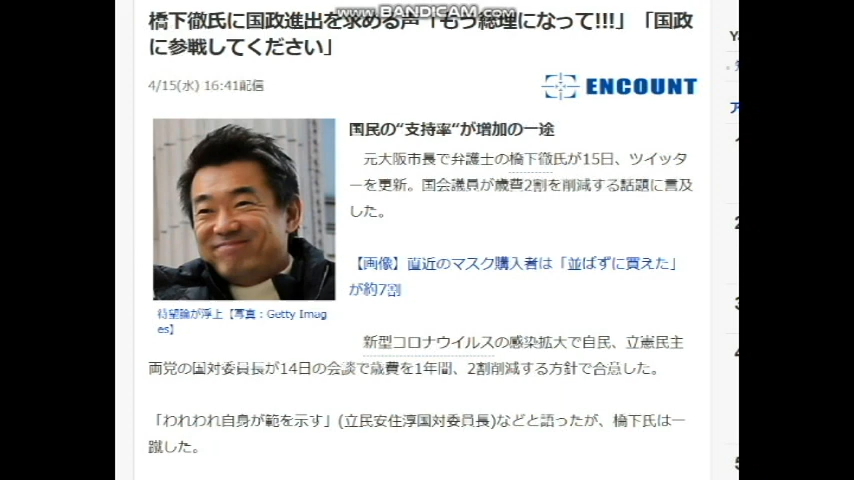 橋下徹氏に国政進出を求める声「もう総理になって!!!」「国政
に参戦してください」
www.BANDICAM.com
4/15(水) 16:41配信
ENCOUNT
国民の“支持率“が増加の一途
元大阪市長で弁護士の橋下徹氏が15日、ツイッタ
ーを更新。国会議員が歳費2割を削減する話題に言及
した。
【画像】直近のマスク購入者は「並ばずに買えた」
が約7割
待望論が浮上【写真：Getty Imag
es】
新型コロナウイルスの感染拡大で自民、立憲民主
両党の国対委員長が14日の会談で歳費を1年間、2割削減する方針で合意した。
「われわれ自身が範を示す」(立民安住淳国対委員長)などと語ったが、橋下氏は一
蹴した。